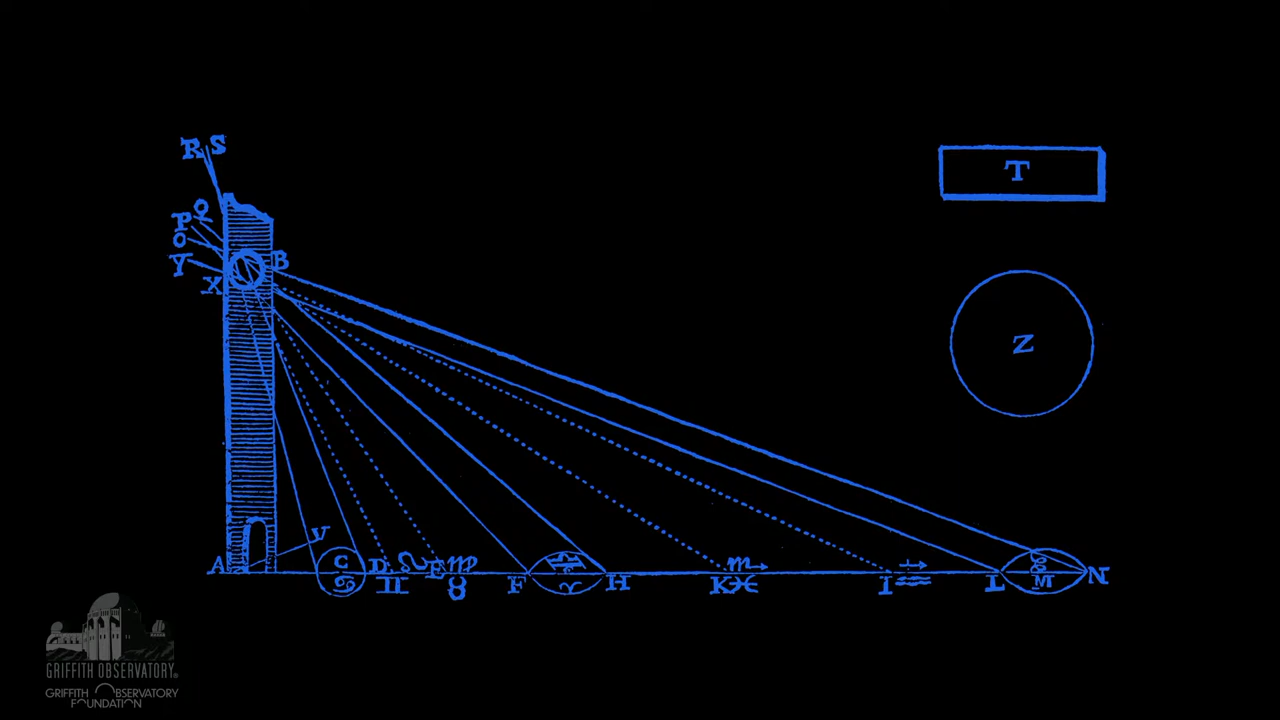 R S
T
P Q
O
Y
X
B
Z
A
V
C
♋
D ♌
♊
E ♍
♉
F
♎
♈
H
K ♏
♓
I ♐
♒
L
♑
M
N
GRIFFITH OBSERVATORY®
GRIFFITH OBSERVATORY
FOUNDATION